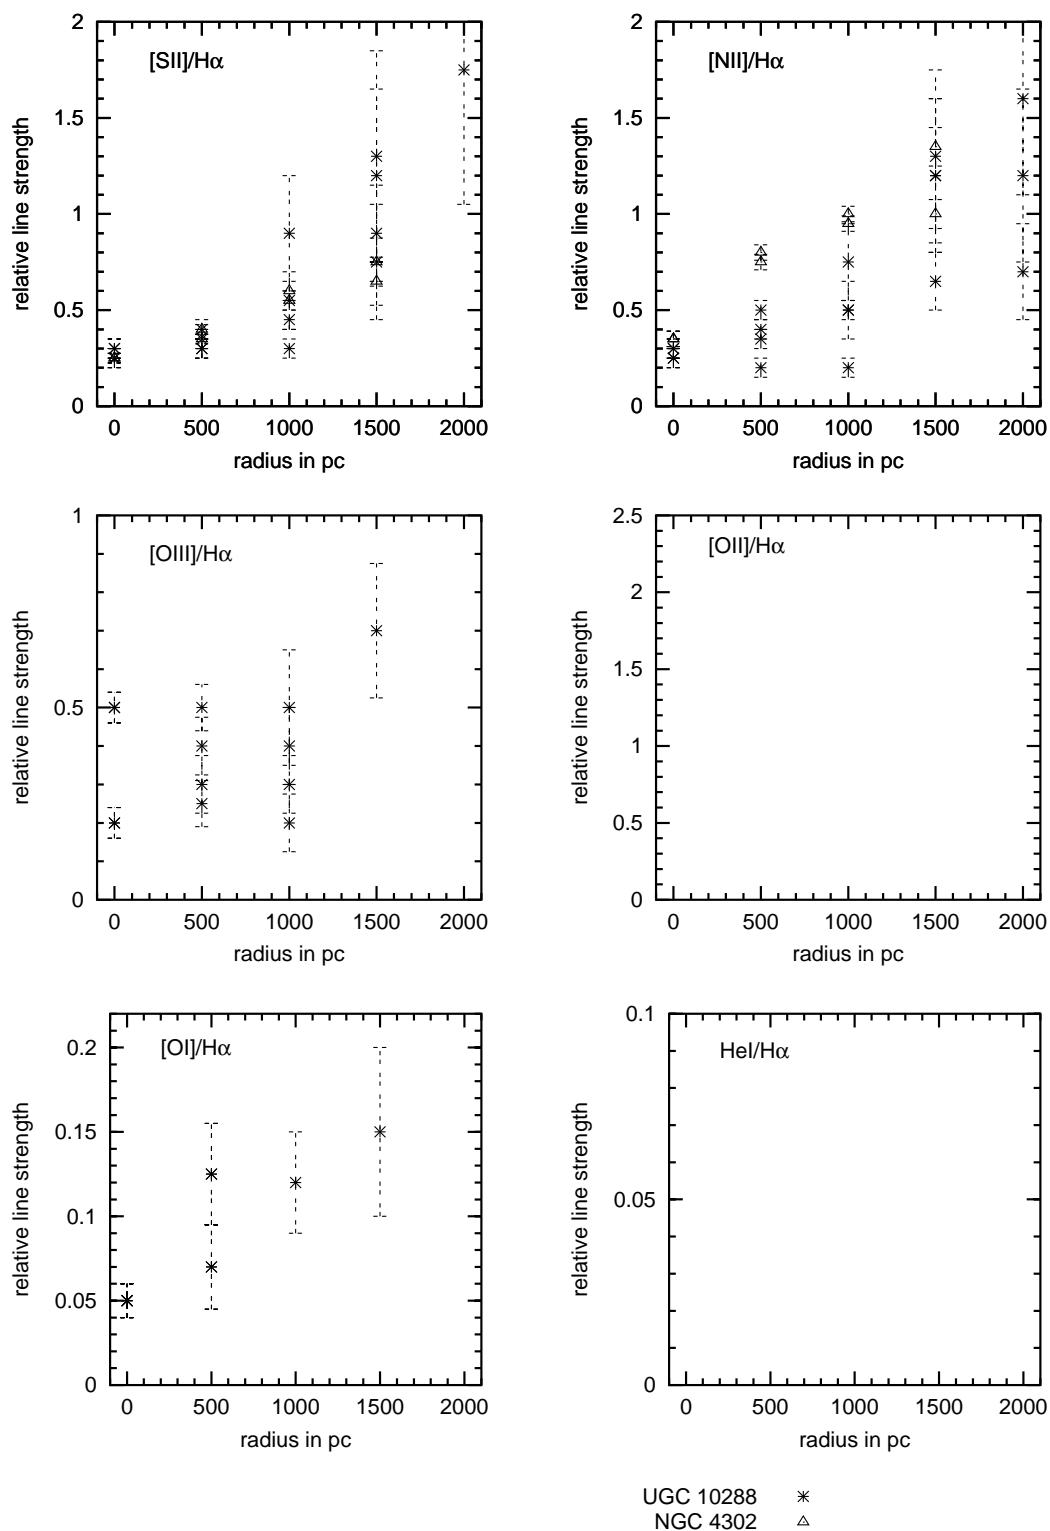 [SII]/Hα
relative line strength
2
1.5
1
0.5
0
0 500 1000 1500 2000
radius in pc
[NII]/Hα
relative line strength
2
1.5
1
0.5
0
0 500 1000 1500 2000
radius in pc
[OIII]/Hα
relative line strength
1
0.5
0
0 500 1000 1500 2000
radius in pc
[OII]/Hα
relative line strength
2.5
2
1.5
1
0.5
0
0 500 1000 1500 2000
radius in pc
[OI]/Hα
relative line strength
0.2
0.15
0.1
0.05
0
0 500 1000 1500 2000
radius in pc
HeI/Hα
relative line strength
0.1
0.05
0
0 500 1000 1500 2000
radius in pc
UGC 10288
NGC 4302